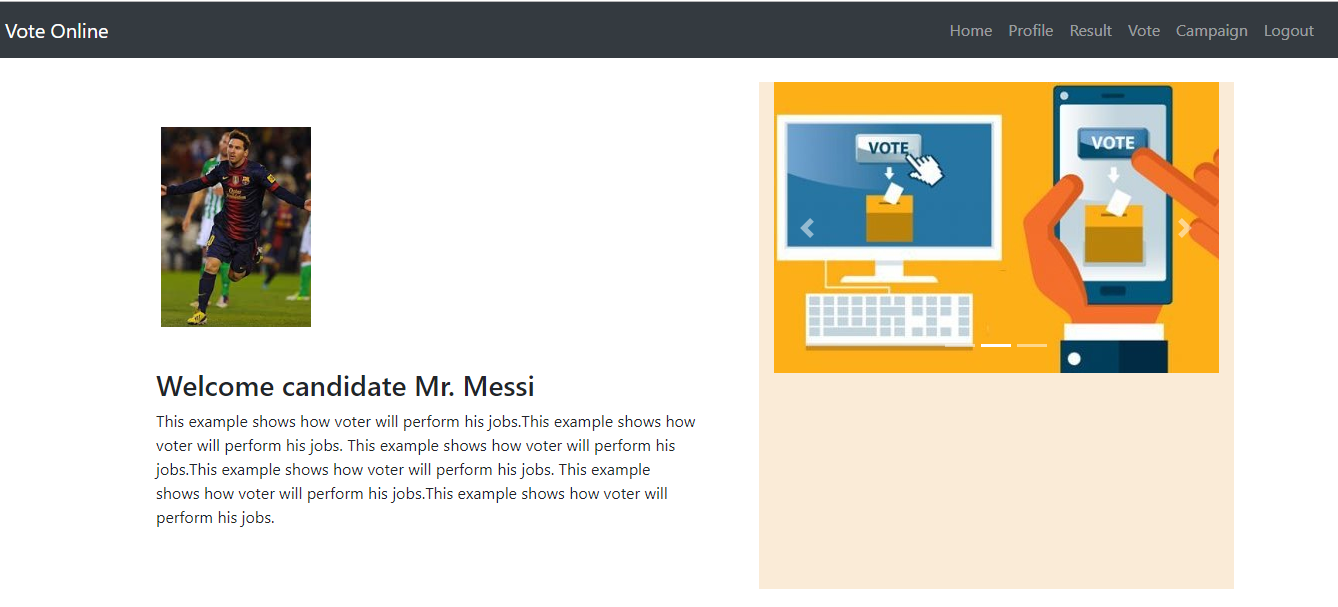 Vote Online
Home Profile Result Vote Campaign Logout
VOTE
VOTE
Welcome candidate Mr. Messi
This example shows how voter will perform his jobs.This example shows how
voter will perform his jobs. This example shows how voter will perform his
jobs.This example shows how voter will perform his jobs. This example
shows how voter will perform his jobs.This example shows how voter will
perform his jobs.